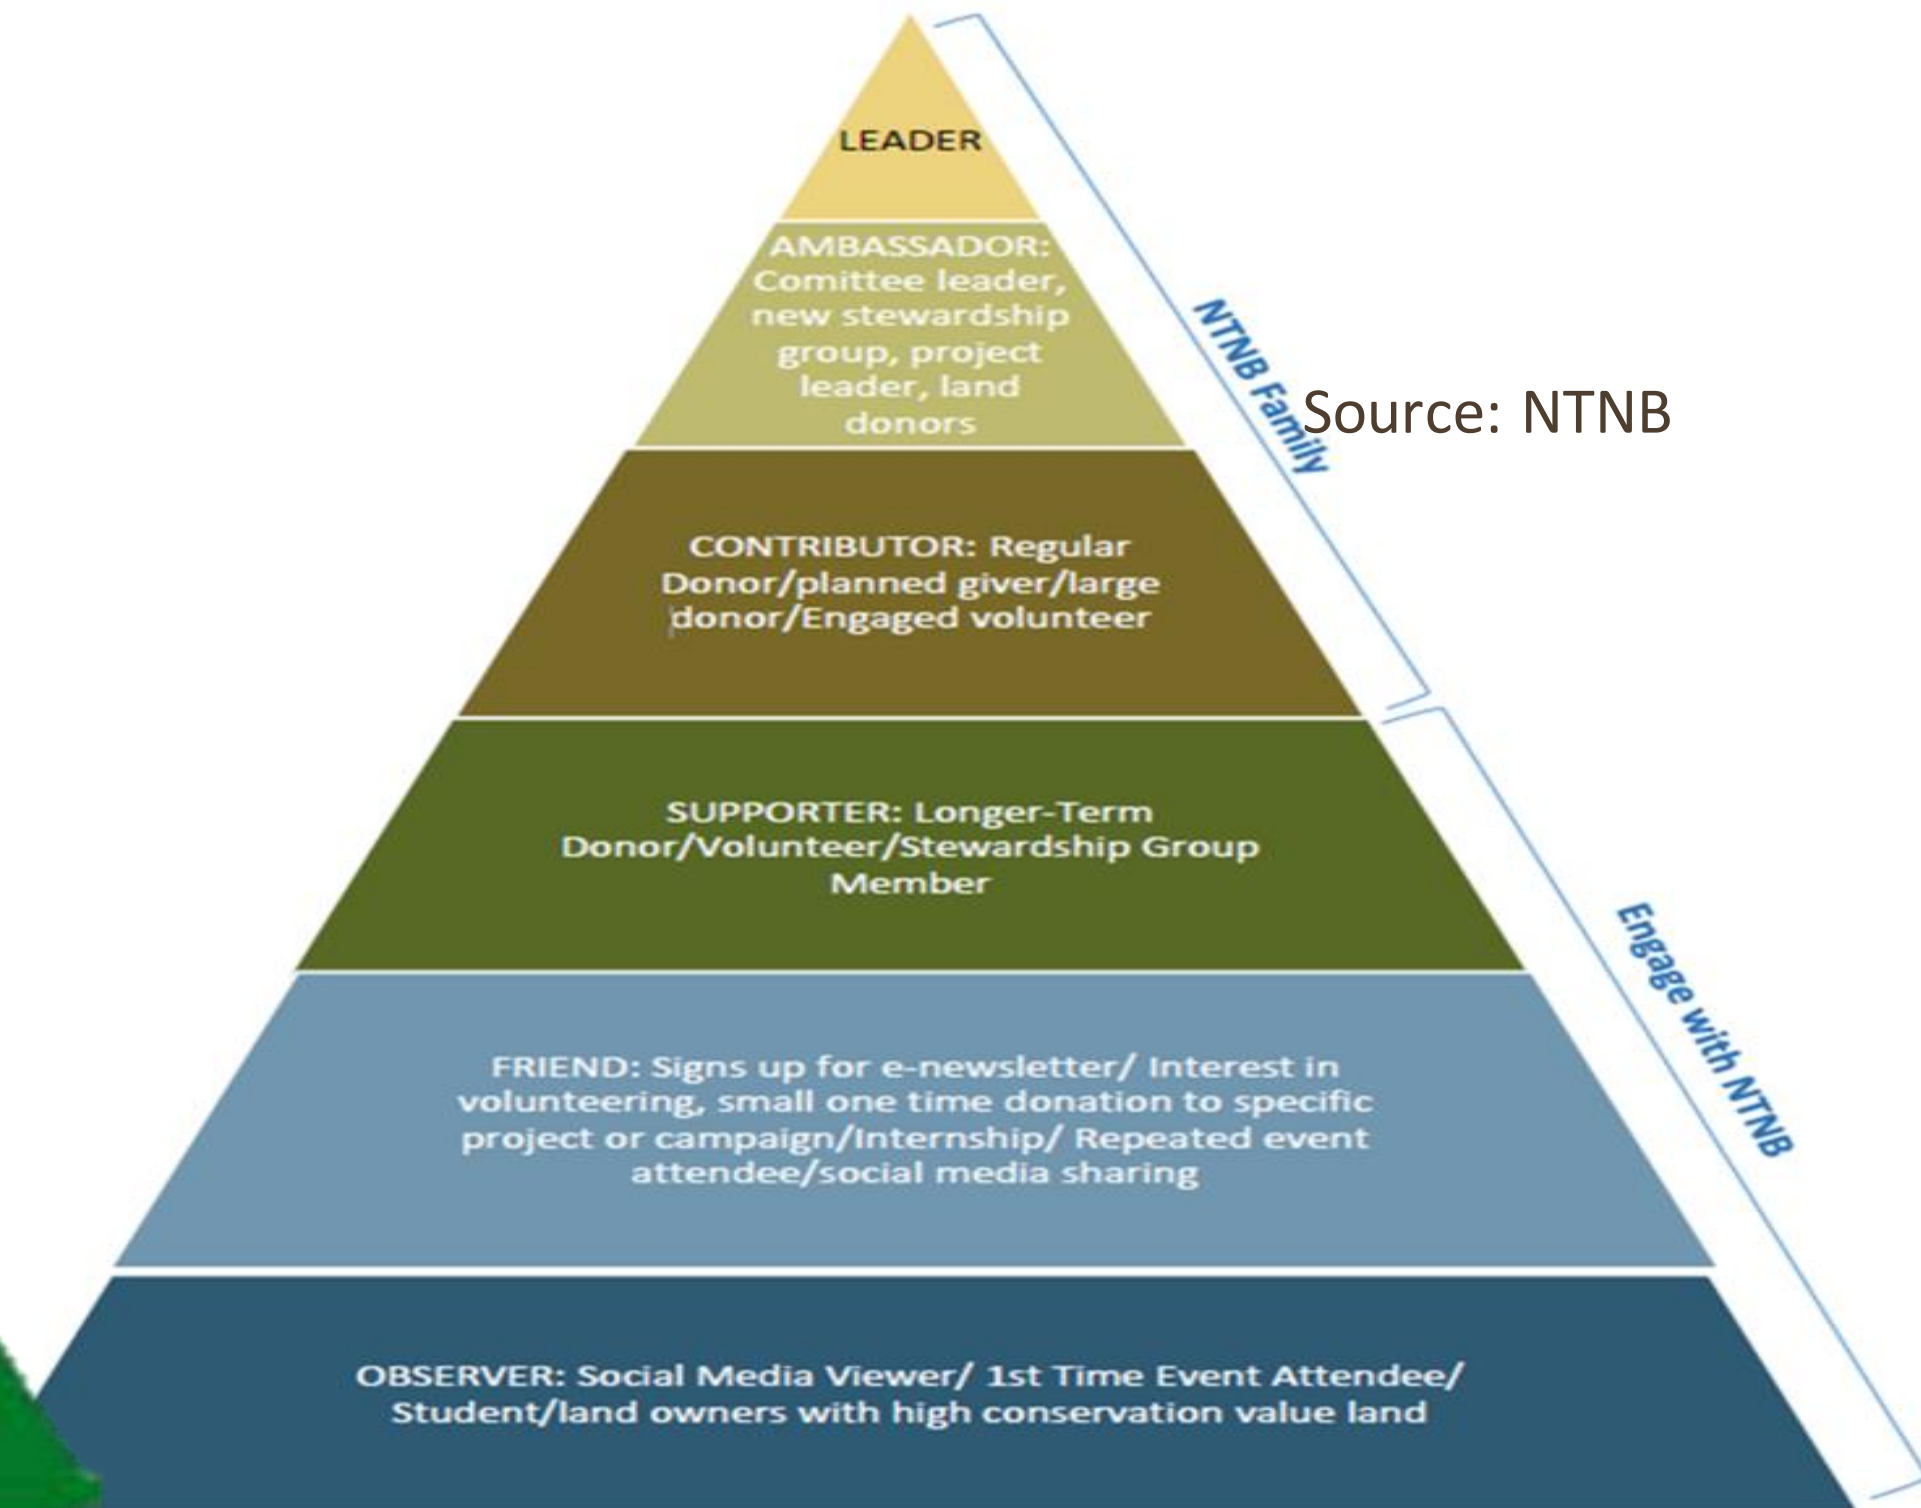 LEADER
AMBASSADOR:
Comittee leader,
new stewardship
group, project
leader, land
donors
NTNB Family
Source: NTNB
CONTRIBUTOR: Regular
Donor/planned giver/large
donor/Engaged volunteer
SUPPORTER: Longer-Term
Donor/Volunteer/Stewardship Group
Member
Engage with NTNB
FRIEND: Signs up for e-newsletter/ Interest in
volunteering, small one time donation to specific
project or campaign/Internship/ Repeated event
attendee/social media sharing
OBSERVER: Social Media Viewer/ 1st Time Event Attendee/
Student/land owners with high conservation value land